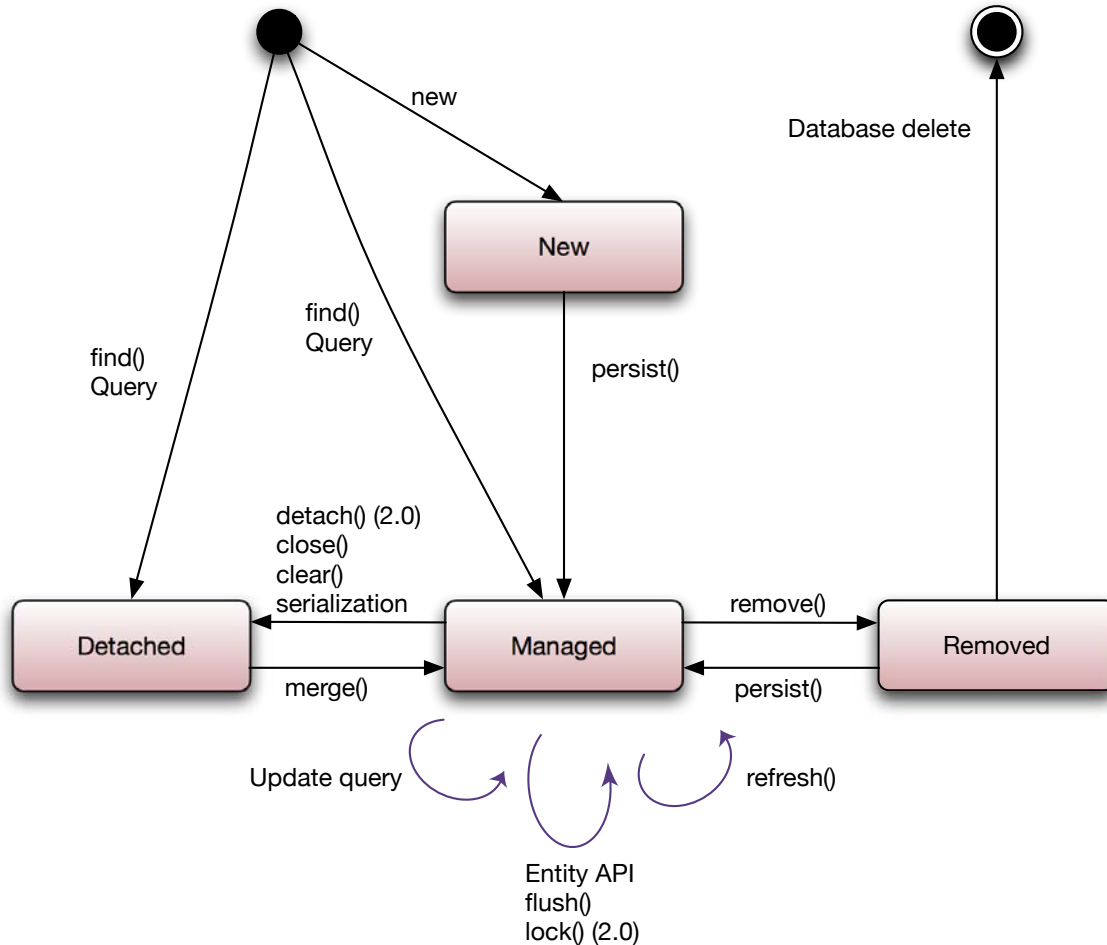 new
Database delete
New
find()
Query
find()
Query
persist()
detach() (2.0)
close()
clear()
serialization
remove()
Detached
Managed
Removed
merge()
persist()
Update query
refresh()
Entity API
flush()
lock() (2.0)